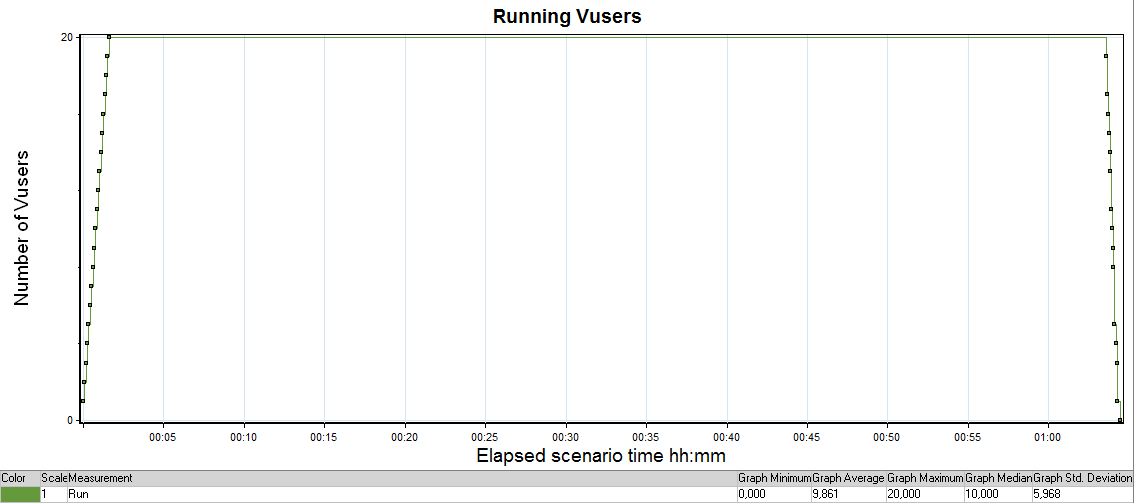 Running Vusers
20
Number of Vusers
0
00:05 00:10 00:15 00:20 00:25 00:30 00:35 00:40 00:45 00:50 00:55 01:00
Elapsed scenario time hh:mm
Color Scale Measurement Graph Minimum Graph Average Graph Maximum Graph Median Graph Std. Deviation
1 Run 0,000 9,861 20,000 10,000 5,968